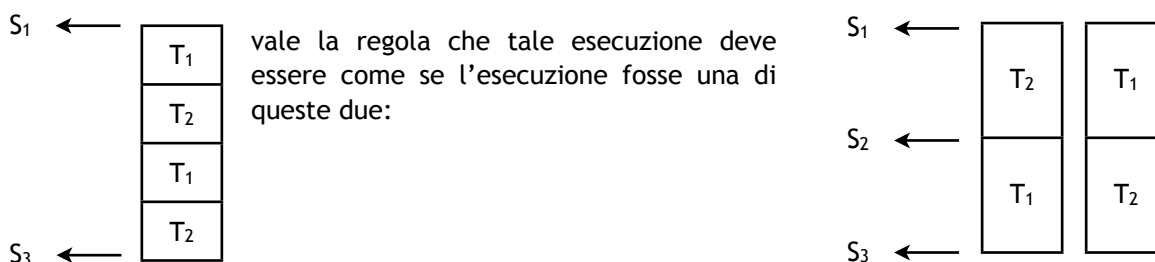 S₁
T₁
T₂
T₁
T₂
S₃
vale la regola che tale esecuzione deve
essere come se l’esecuzione fosse una di
queste due:
S₁
T₂ T₁
S₂
T₁ T₂
S₃